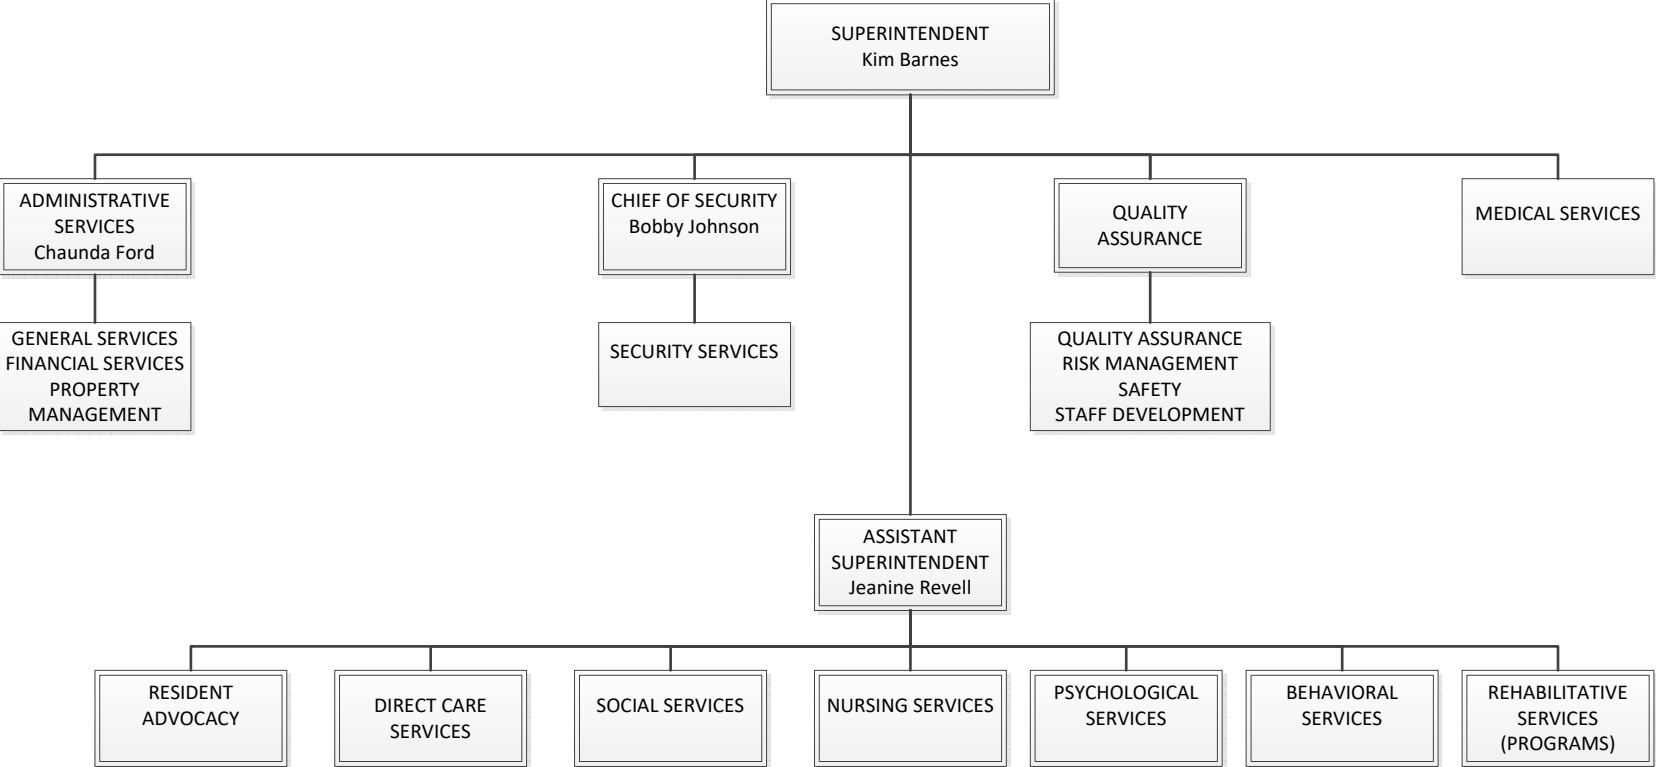 SUPERINTENDENT
Kim Barnes
ADMINISTRATIVE
SERVICES
Chaunda Ford
CHIEF OF SECURITY
Bobby Johnson
QUALITY
ASSURANCE
MEDICAL SERVICES
GENERAL SERVICES
FINANCIAL SERVICES
PROPERTY
MANAGEMENT
SECURITY SERVICES
QUALITY ASSURANCE
RISK MANAGEMENT
SAFETY
STAFF DEVELOPMENT
ASSISTANT
SUPERINTENDENT
Jeanine Revell
RESIDENT
ADVOCACY
DIRECT CARE
SERVICES
SOCIAL SERVICES
NURSING SERVICES
PSYCHOLOGICAL
SERVICES
BEHAVIORAL
SERVICES
REHABILITATIVE
SERVICES
(PROGRAMS)